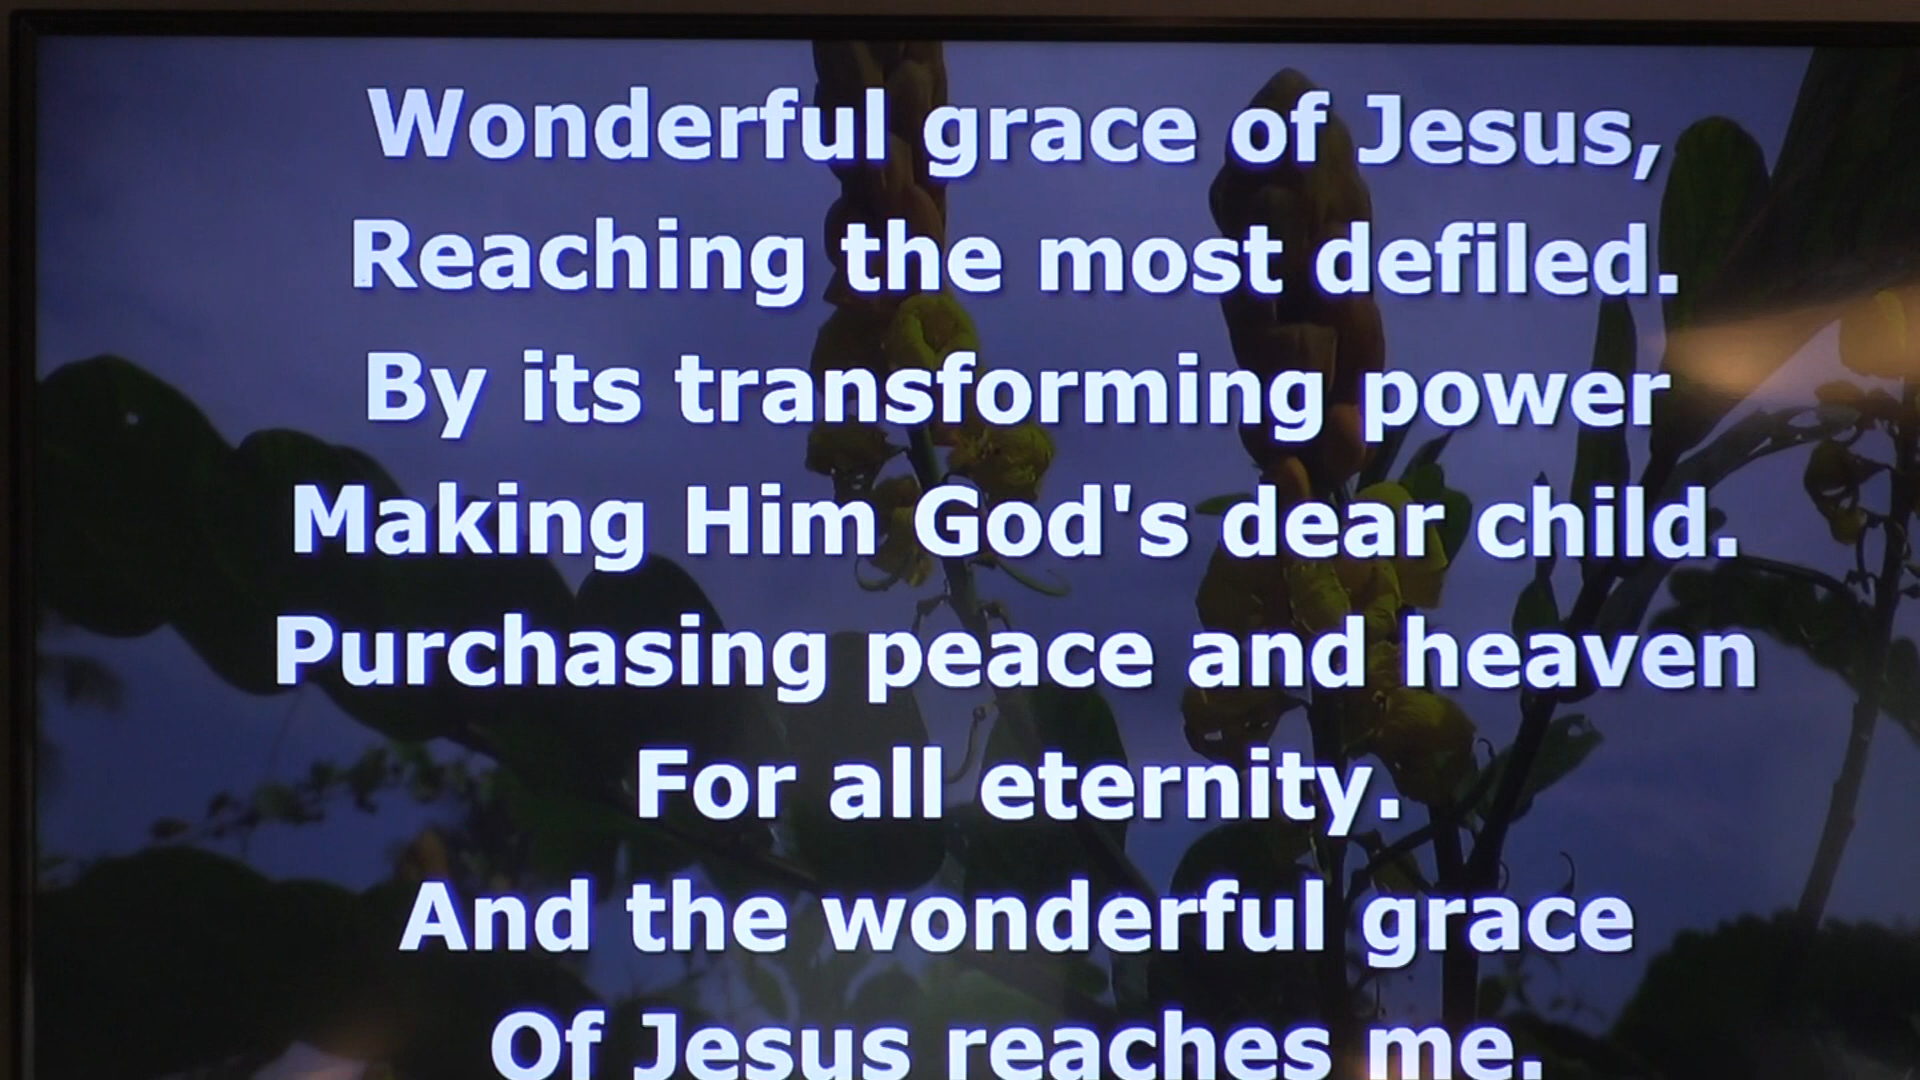 Wonderful grace of Jesus,
Reaching the most defiled.
By its transforming power
Making Him God's dear child.
Purchasing peace and heaven
For all eternity.
And the wonderful grace
Of Jesus reaches me.